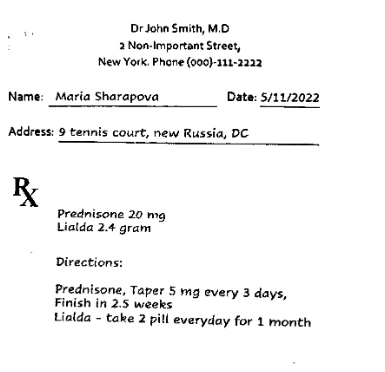 Dr John Smith, M.D
2 Non-Important Street,
New York. Phone (000)-111-2222
Name: Maria Sharapova Date: 5/11/2022
Address: 9 tennis court, new Russia, DC
Rx
Prednisone 20 mg
Lialda 2.4 gram
Directions:
Prednisone, Taper 5 mg every 3 days,
Finish in 2.5 weeks
Lialda - take 2 pill everyday for 1 month